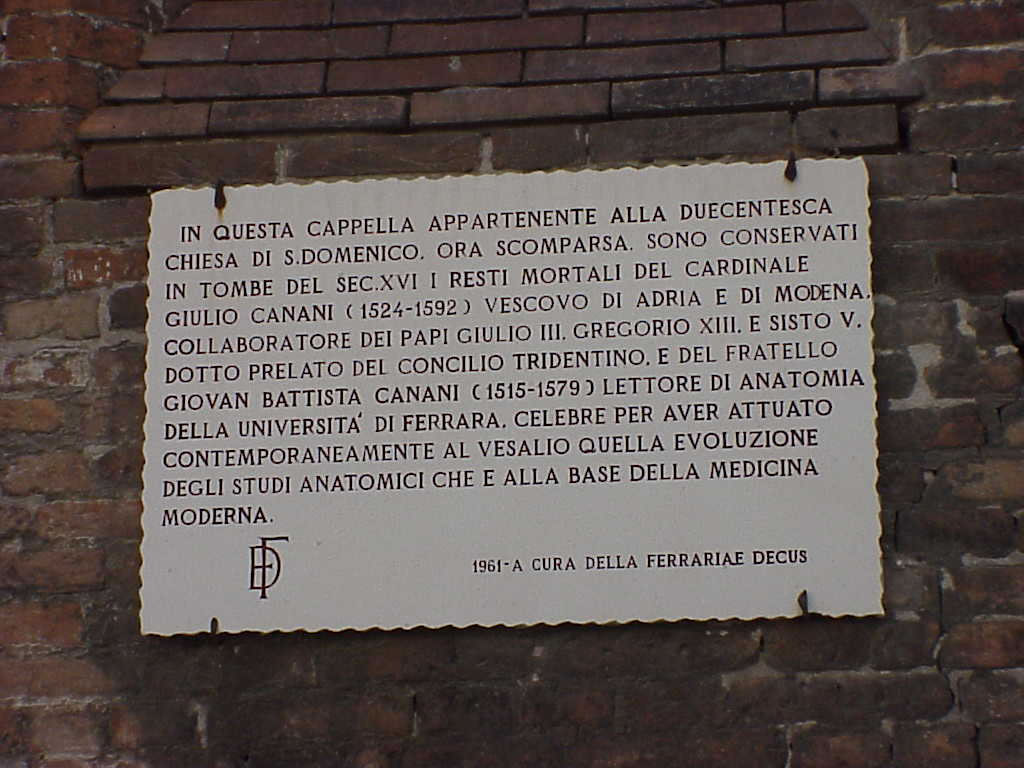 IN QUESTA CAPPELLA APPARTENENTE ALLA DUECENTESCA
CHIESA DI S.DOMENICO, ORA SCOMPARSA, SONO CONSERVATI
IN TOMBE DEL SEC.XVI I RESTI MORTALI DEL CARDINALE
GIULIO CANANI (1524-1592) VESCOVO DI ADRIA E DI MODENA,
COLLABORATORE DEI PAPI GIULIO III, GREGORIO XIII, E SISTO V,
DOTTO PRELATO DEL CONCILIO TRIDENTINO, E DEL FRATELLO
GIOVAN BATTISTA CANANI (1515-1579) LETTORE DI ANATOMIA
DELLA UNIVERSITA' DI FERRARA, CELEBRE PER AVER ATTUATO
CONTEMPORANEAMENTE AL VESALIO QUELLA EVOLUZIONE
DEGLI STUDI ANATOMICI CHE E ALLA BASE DELLA MEDICINA
MODERNA.
1961-A CURA DELLA FERRARIAE DECUS